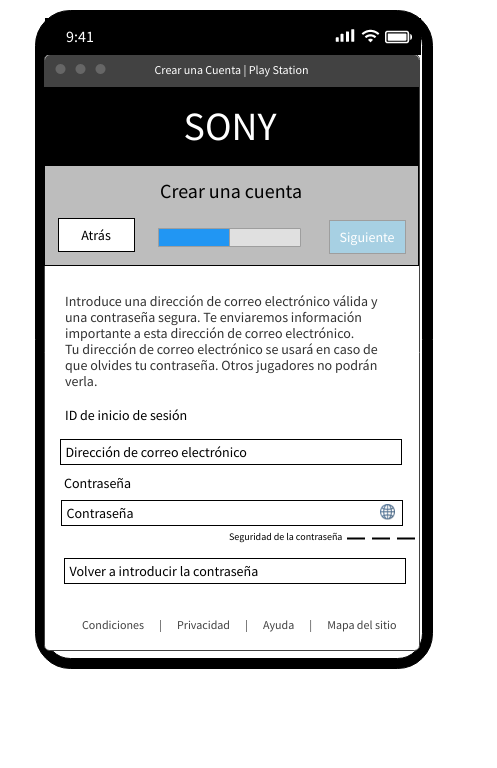 9:41
Crear una Cuenta | Play Station
SONY
Crear una cuenta
Atrás
Siguiente
Introduce una dirección de correo electrónico válida y
una contraseña segura. Te enviaremos información
importante a esta dirección de correo electrónico.
Tu dirección de correo electrónico se usará en caso de
que olvides tu contraseña. Otros jugadores no podrán
verla.
ID de inicio de sesión
Dirección de correo electrónico
Contraseña
Contraseña
Seguridad de la contraseña
Volver a introducir la contraseña
Condiciones | Privacidad | Ayuda | Mapa del sitio